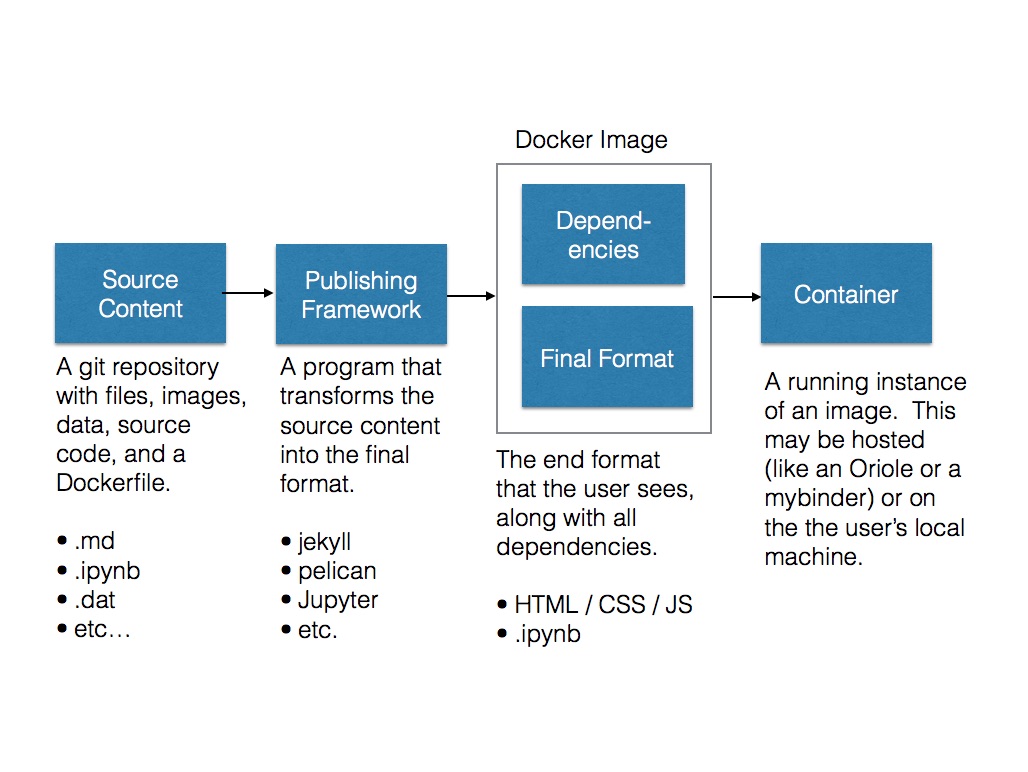 Docker Image
Source
Content
Publishing
Framework
Depend-
encies
Final Format
Container
A git repository
with files, images,
data, source
code, and a
Dockerfile.
• .md
• .ipynb
• .dat
• etc…
A program that
transforms the
source content
into the final
format.
• jekyll
• pelican
• Jupyter
• etc.
The end format
that the user sees,
along with all
dependencies.
• HTML / CSS / JS
• .ipynb
A running instance
of an image.  This
may be hosted
(like an Oriole or a
mybinder) or on
the the user’s local
machine.